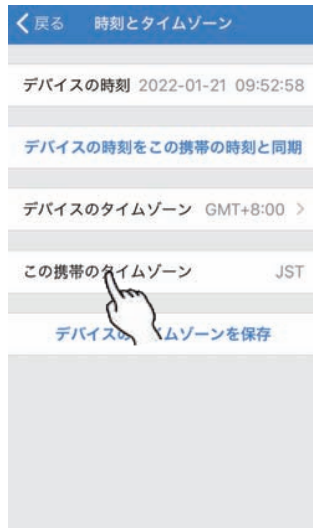 戻る 時刻とタイムゾーン
デバイスの時刻 2022-01-21 09:52:58
デバイスの時刻をこの携帯の時刻と同期
デバイスのタイムゾーン GMT+8:00 >
この携帯のタイムゾーン JST
デバイスの イムゾーンを保存